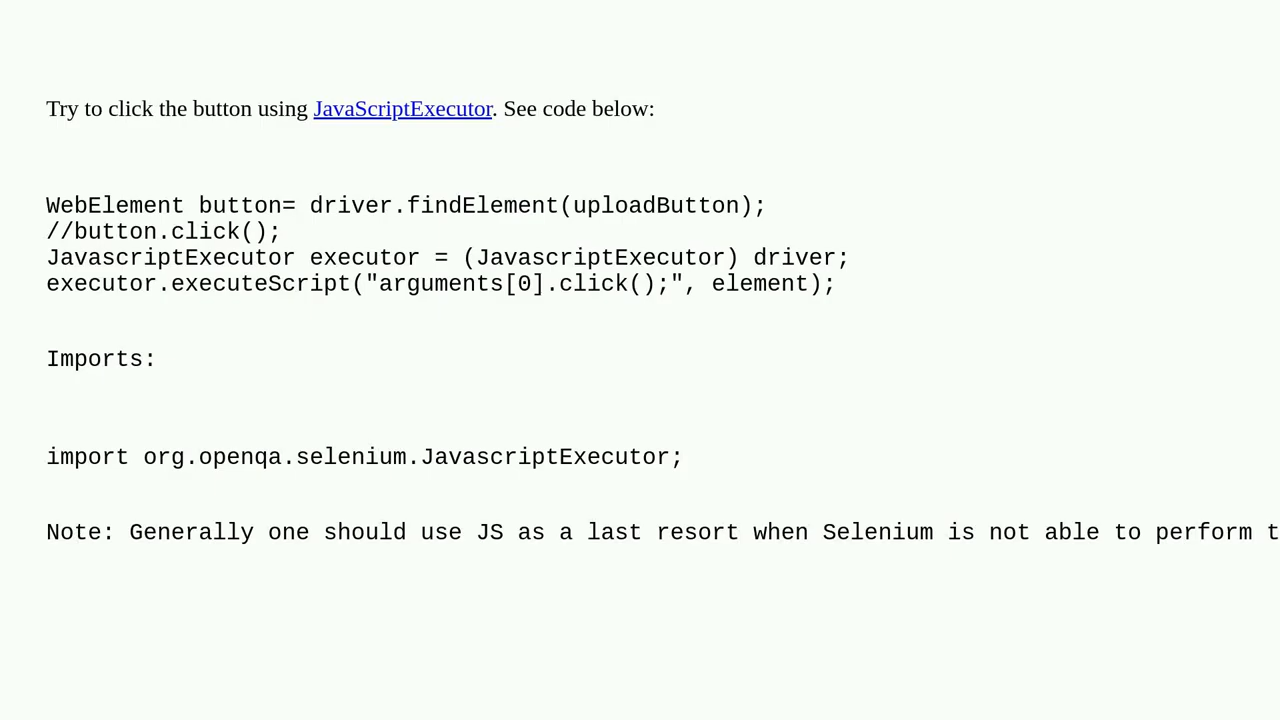 Try to click the button using JavaScriptExecutor. See code below:
WebElement button= driver.findElement(uploadButton);
//button.click();
JavascriptExecutor executor = (JavascriptExecutor) driver;
executor.executeScript("arguments[0].click();", element);
Imports:
import org.openqa.selenium.JavascriptExecutor;
Note: Generally one should use JS as a last resort when Selenium is not able to perform